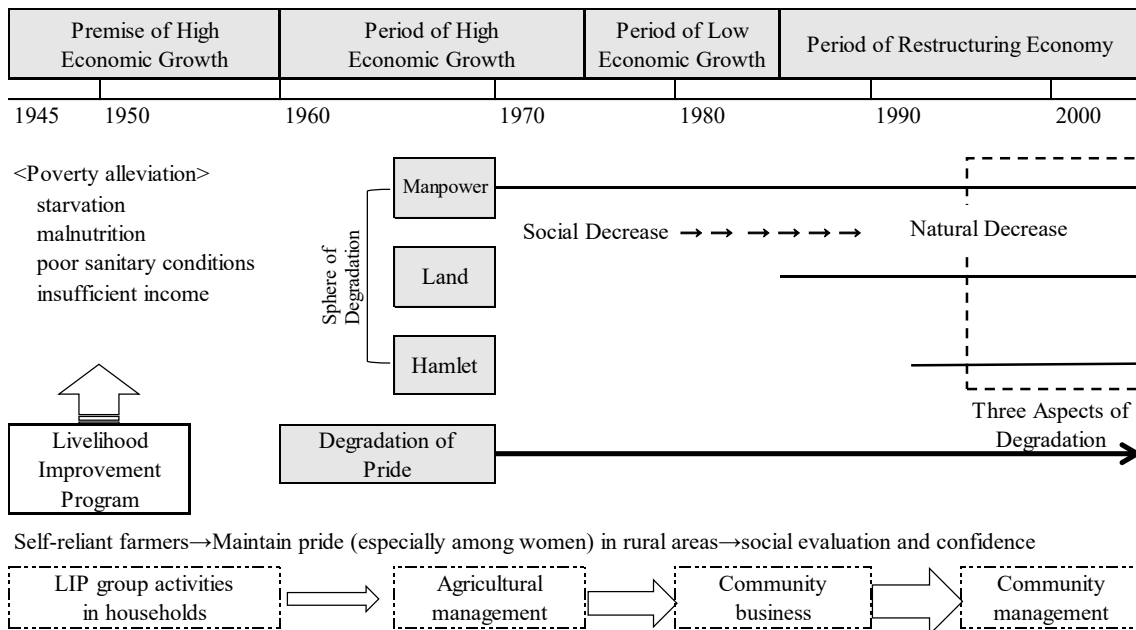 Premise of High
Economic Growth
Period of High
Economic Growth
Period of Low
Economic Growth
Period of Restructuring Economy
1945
1950
1960
1970
1980
1990
2000
<Poverty alleviation>
starvation
malnutrition
poor sanitary conditions
insufficient income
Sphere of
Degradation
Manpower
Social Decrease
Natural Decrease
Land
Hamlet
Three Aspects of
Degradation
Livelihood
Improvement
Program
Degradation of
Pride
Self-reliant farmers→Maintain pride (especially among women) in rural areas→social evaluation and confidence
LIP group activities
in households
Agricultural
management
Community
business
Community
management